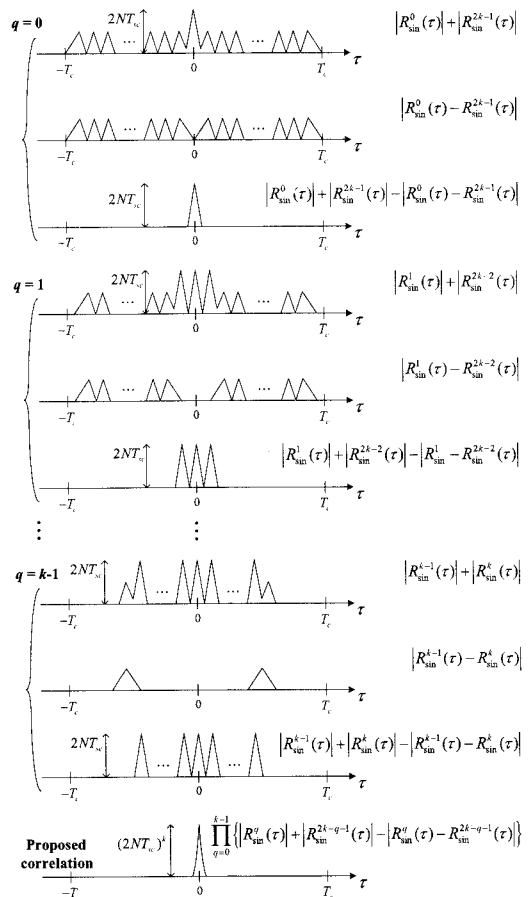 q = 0
2NT_sc
|R^0_sin(τ)| + |R^{2k-1}_sin(τ)|
... ...
−T_c 0 T_c τ
|R^0_sin(τ) − R^{2k-1}_sin(τ)|
... ...
−T_c 0 T_c τ
2NT_sc
|R^0_sin(τ)| + |R^{2k-1}_sin(τ)| − |R^0_sin(τ) − R^{2k-1}_sin(τ)|
−T_c 0 T_c τ
q = 1
2NT_sc
|R^1_sin(τ)| + |R^{2k-2}_sin(τ)|
... ...
−T_c 0 T_c τ
|R^1_sin(τ) − R^{2k-2}_sin(τ)|
... ...
−T_c 0 T_c τ
2NT_sc
|R^1_sin(τ)| + |R^{2k-2}_sin(τ)| − |R^1_sin − R^{2k-2}_sin(τ)|
−T_c 0 T_c τ
⋮ ⋮
q = k-1
2NT_sc
|R^{k-1}_sin(τ)| + |R^k_sin(τ)|
... ...
−T_c 0 T_c τ
|R^{k-1}_sin(τ) − R^k_sin(τ)|
−T_c 0 T_c τ
2NT_sc
|R^{k-1}_sin(τ)| + |R^k_sin(τ)| − |R^{k-1}_sin(τ) − R^k_sin(τ)|
... ...
−T_c 0 T_c τ
Proposed
correlation
(2NT_sc)^k
∏_{q=0}^{k-1} {|R^q_sin(τ)| + |R^{2k-q-1}_sin(τ)| − |R^q_sin(τ) − R^{2k-q-1}_sin(τ)|}
−T_c 0 T_c τ